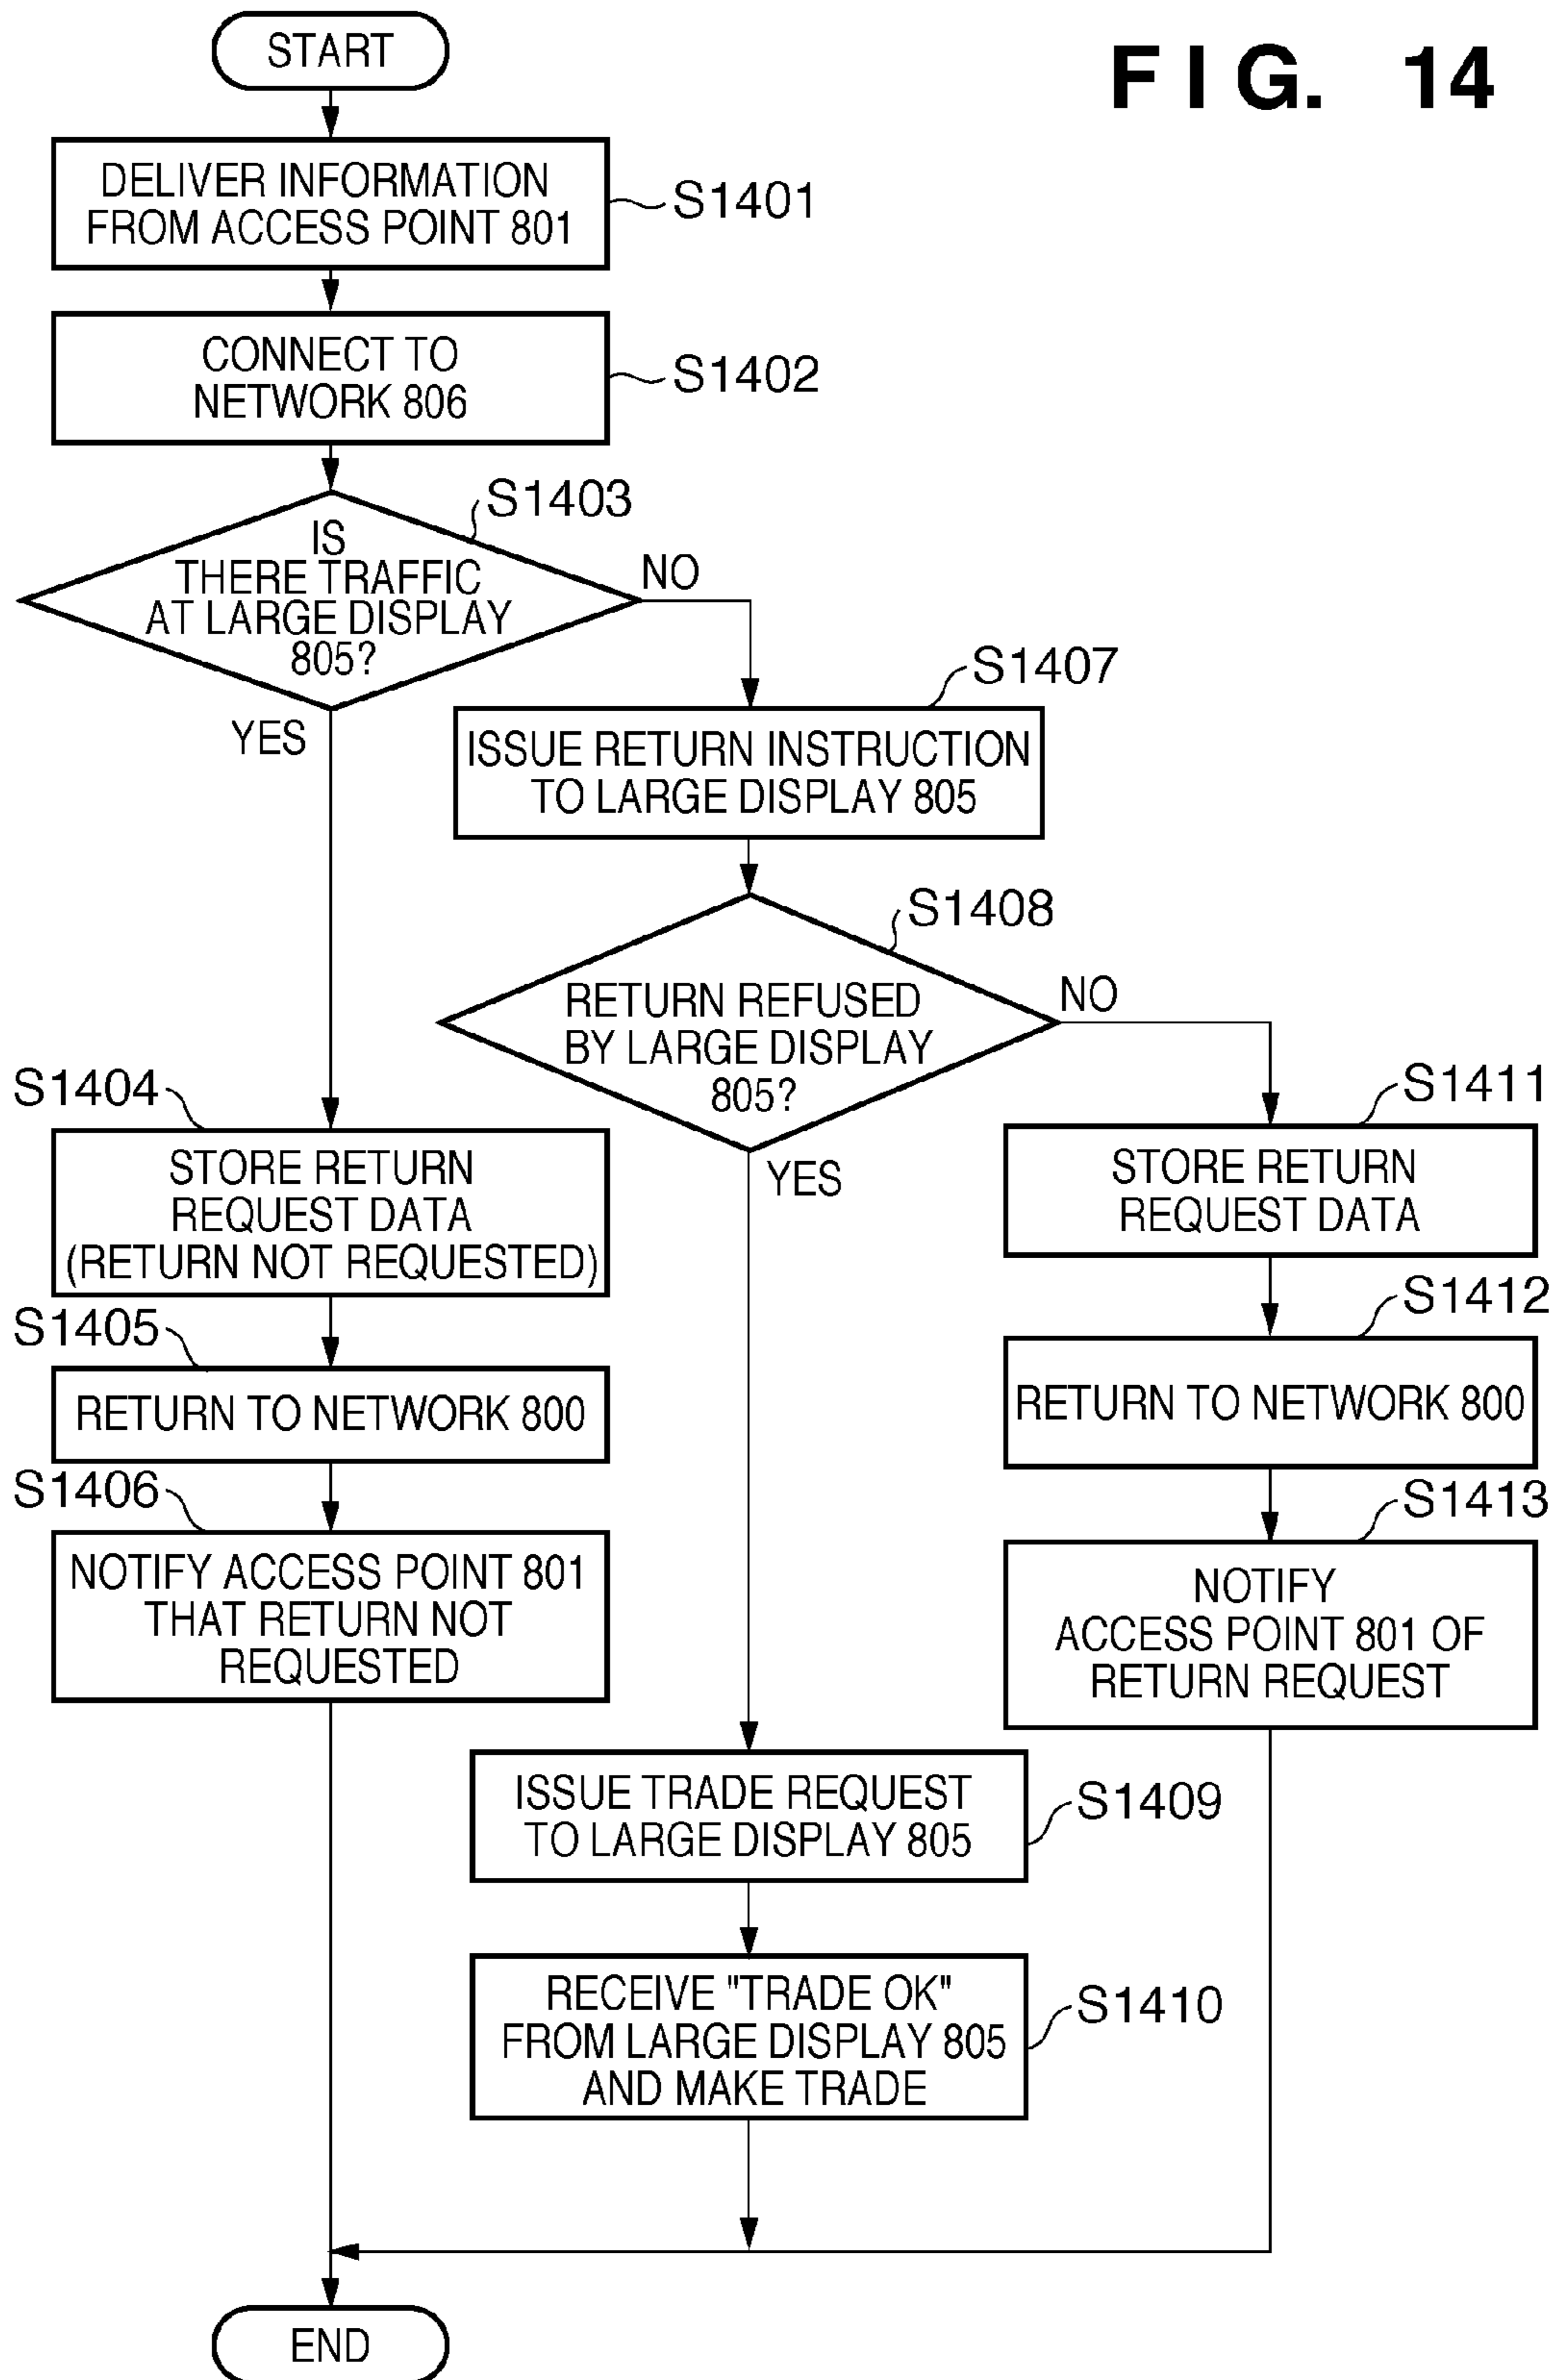 FIG. 14
START
DELIVER INFORMATION
FROM ACCESS POINT 801
S1401
CONNECT TO
NETWORK 806
S1402
S1403
IS
THERE TRAFFIC
AT LARGE DISPLAY
805?
NO
YES
S1407
ISSUE RETURN INSTRUCTION
TO LARGE DISPLAY 805
S1408
RETURN REFUSED
BY LARGE DISPLAY
805?
NO
YES
S1404
STORE RETURN
REQUEST DATA
(RETURN NOT REQUESTED)
S1405
RETURN TO NETWORK 800
S1406
NOTIFY ACCESS POINT 801
THAT RETURN NOT
REQUESTED
S1411
STORE RETURN
REQUEST DATA
S1412
RETURN TO NETWORK 800
S1413
NOTIFY
ACCESS POINT 801 OF
RETURN REQUEST
ISSUE TRADE REQUEST
TO LARGE DISPLAY 805
S1409
RECEIVE "TRADE OK"
FROM LARGE DISPLAY 805
AND MAKE TRADE
S1410
END